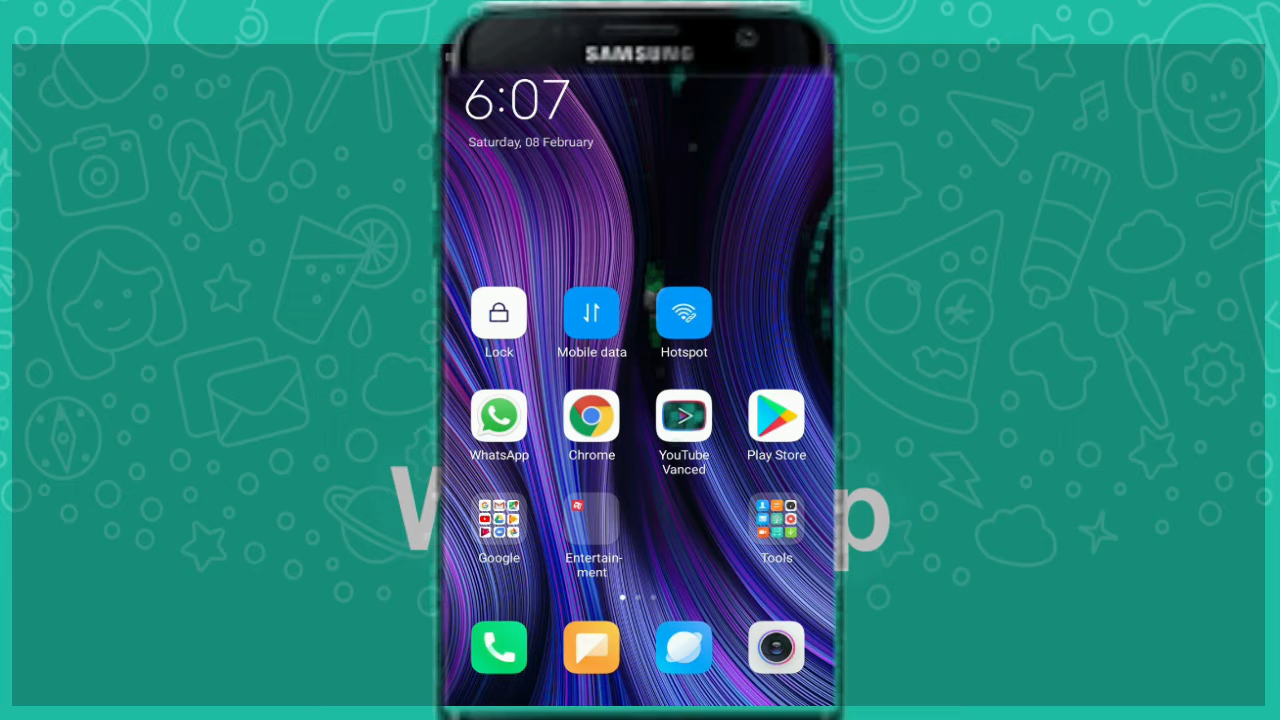 SAMSUNG
6:07
Saturday, 08 February
Lock
Mobile data
Hotspot
WhatsApp
Chrome
YouTube
Vanced
Play Store
Google
Entertain-
ment
Tools
W
p